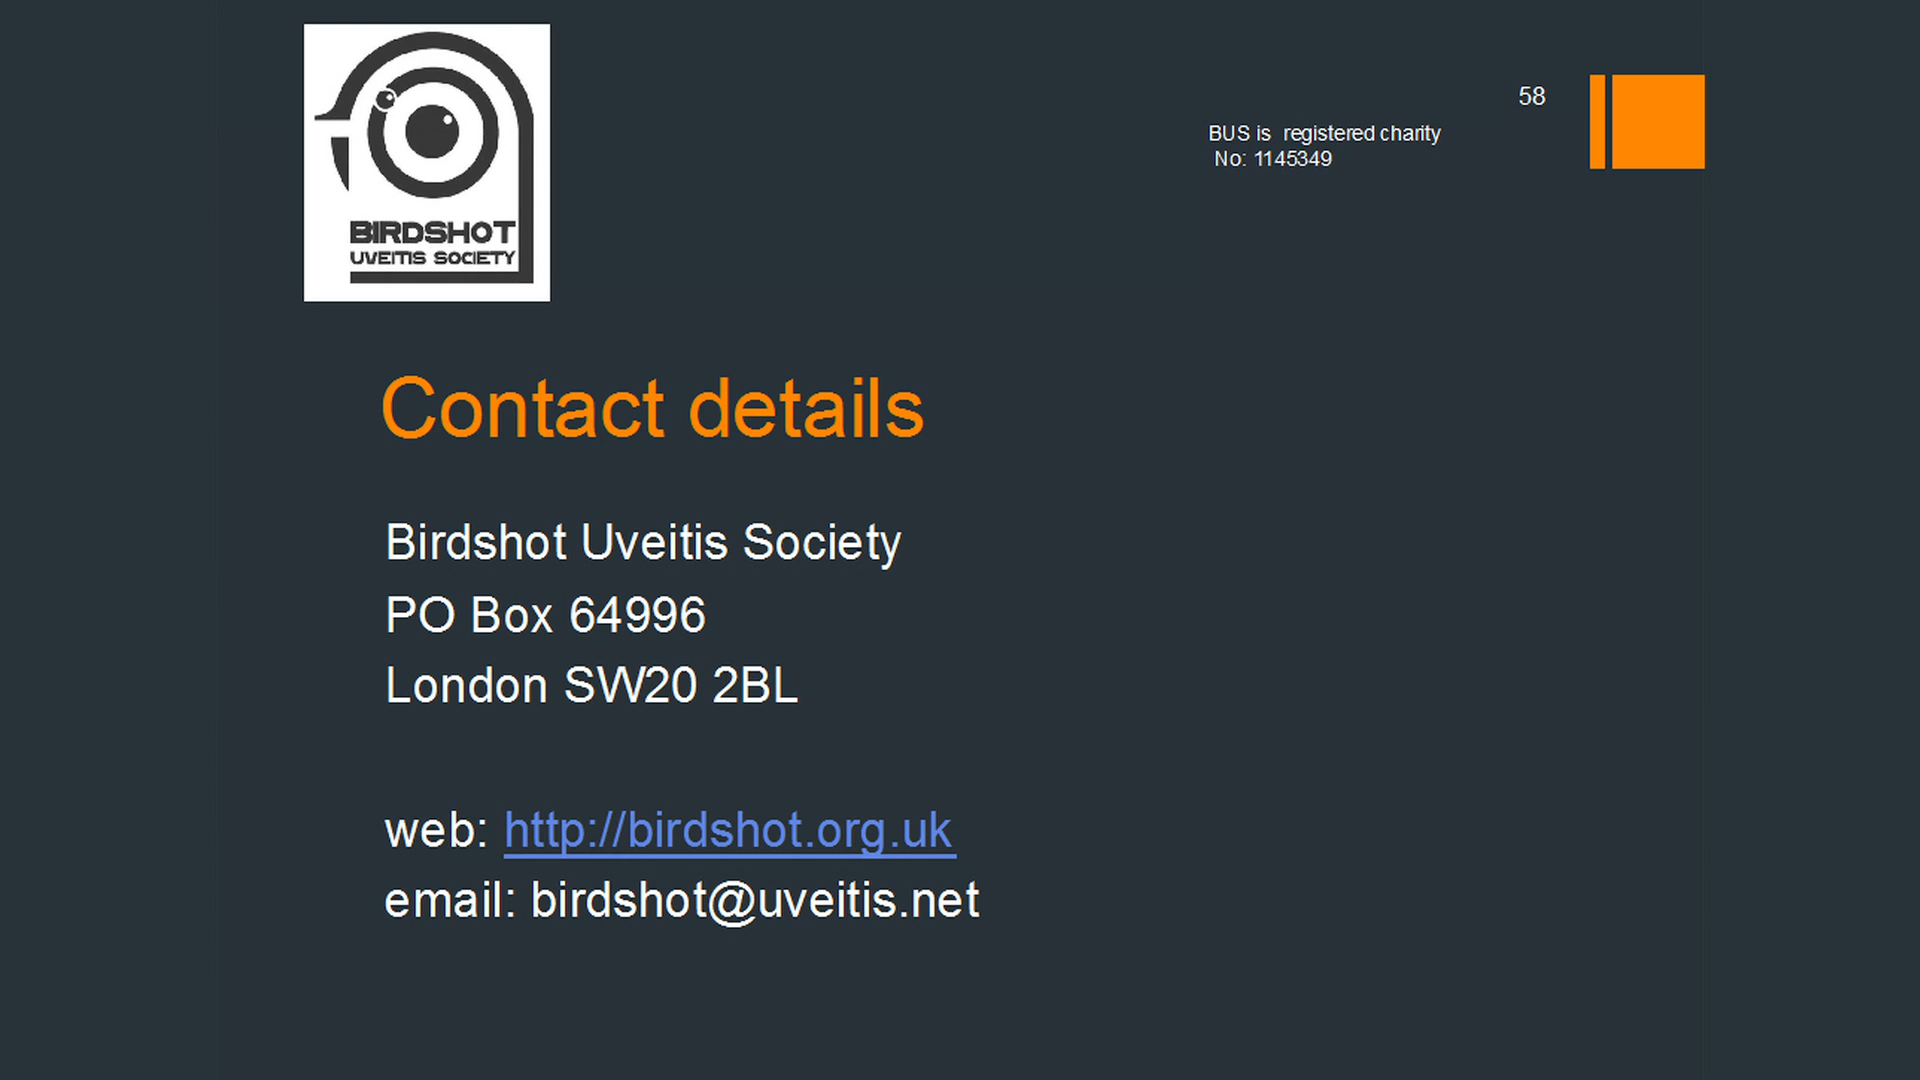 BIRDSHOT
UVEITIS SOCIETY
58
BUS is  registered charity
No: 1145349
Contact details
Birdshot Uveitis Society
PO Box 64996
London SW20 2BL
web: http://birdshot.org.uk
email: birdshot@uveitis.net